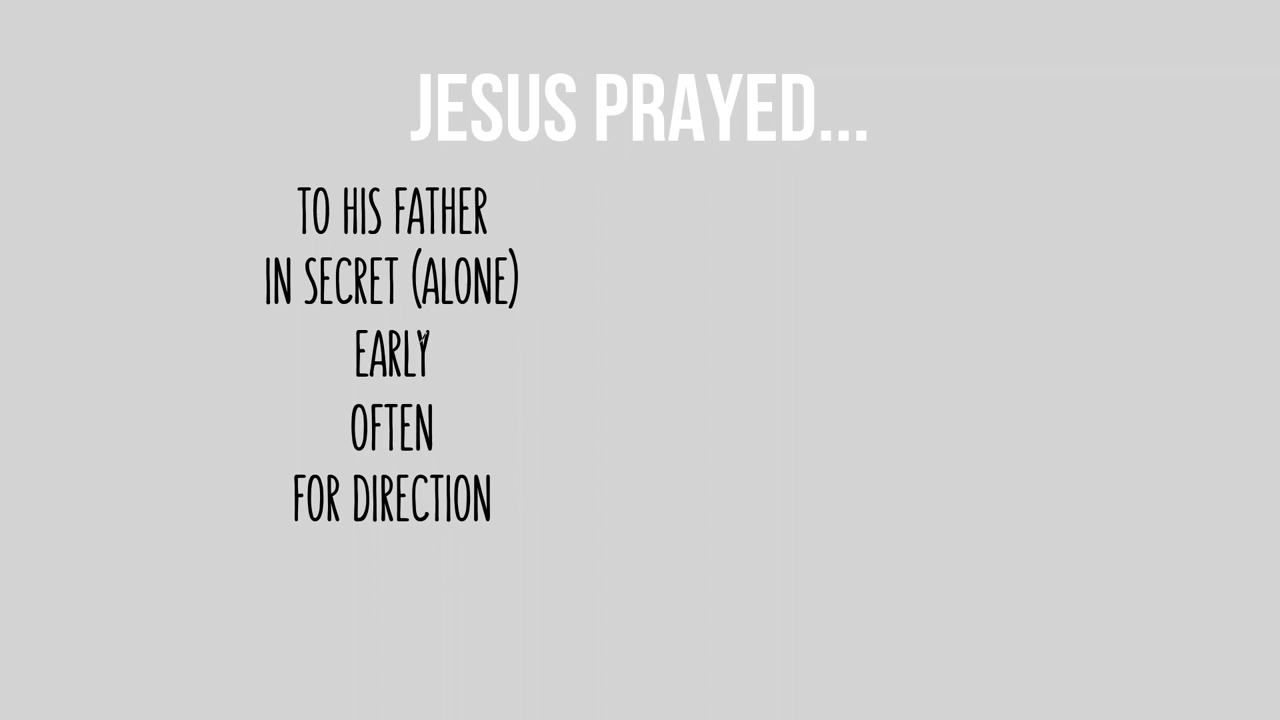 JESUS PRAYED...
TO HIS FATHER
IN SECRET (ALONE)
EARLY
OFTEN
FOR DIRECTION